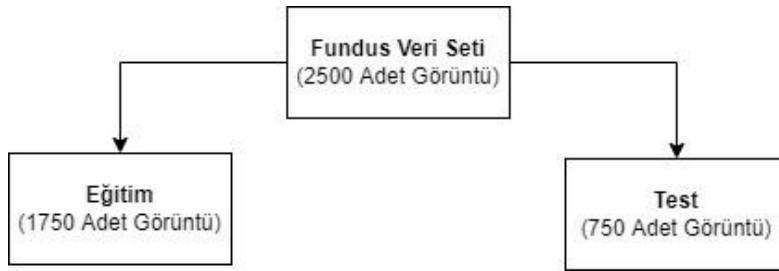 Fundus Veri Seti
(2500 Adet Görüntü)
Eğitim
(1750 Adet Görüntü)
Test
(750 Adet Görüntü)